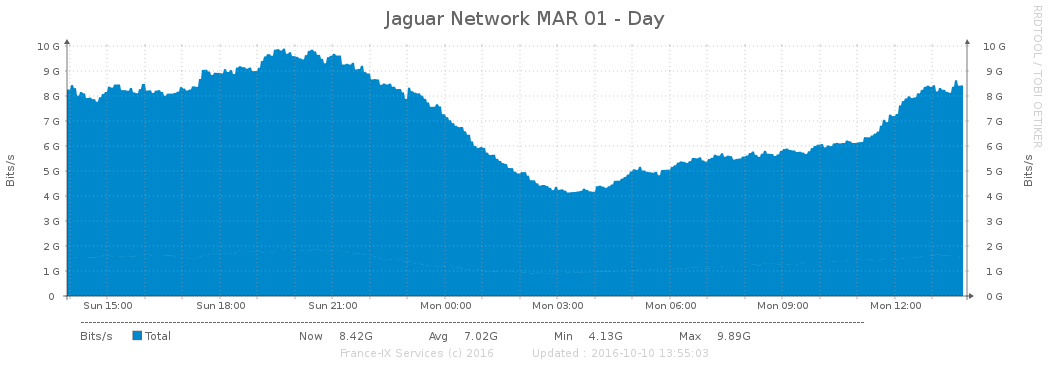 Jaguar Network MAR 01 - Day
RRDTOOL / TOBI OETIKER
Bits/s
10 G 10 G
9 G 9 G
8 G 8 G
7 G 7 G
6 G 6 G
5 G 5 G
4 G 4 G
3 G 3 G
2 G 2 G
1 G 1 G
0 0 G
Bits/s
Sun 15:00 Sun 18:00 Sun 21:00 Mon 00:00 Mon 03:00 Mon 06:00 Mon 09:00 Mon 12:00
Bits/s Total Now 8.42G Avg 7.02G Min 4.13G Max 9.89G
France-IX Services (c) 2016 Updated : 2016-10-10 13:55:03